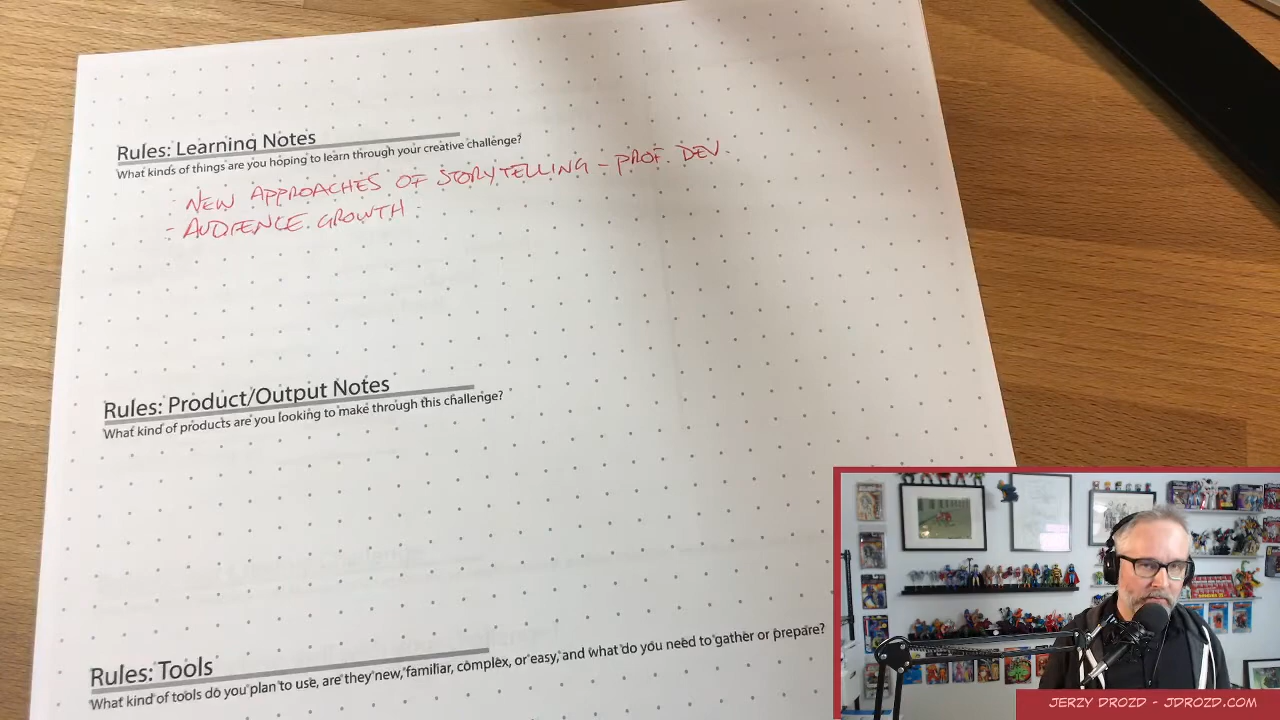 Rules: Learning Notes
What kinds of things are you hoping to learn through your creative challenge?
- NEW APPROACHES OF STORYTELLING - PROF. DEV.
- AUDIENCE GROWTH
Rules: Product/Output Notes
What kind of products are you looking to make through this challenge?
Rules: Tools
What kind of tools do you plan to use, are they new, familiar, complex, or easy, and what do you need to gather or prepare?
JERZY DROZD - JDROZD.COM